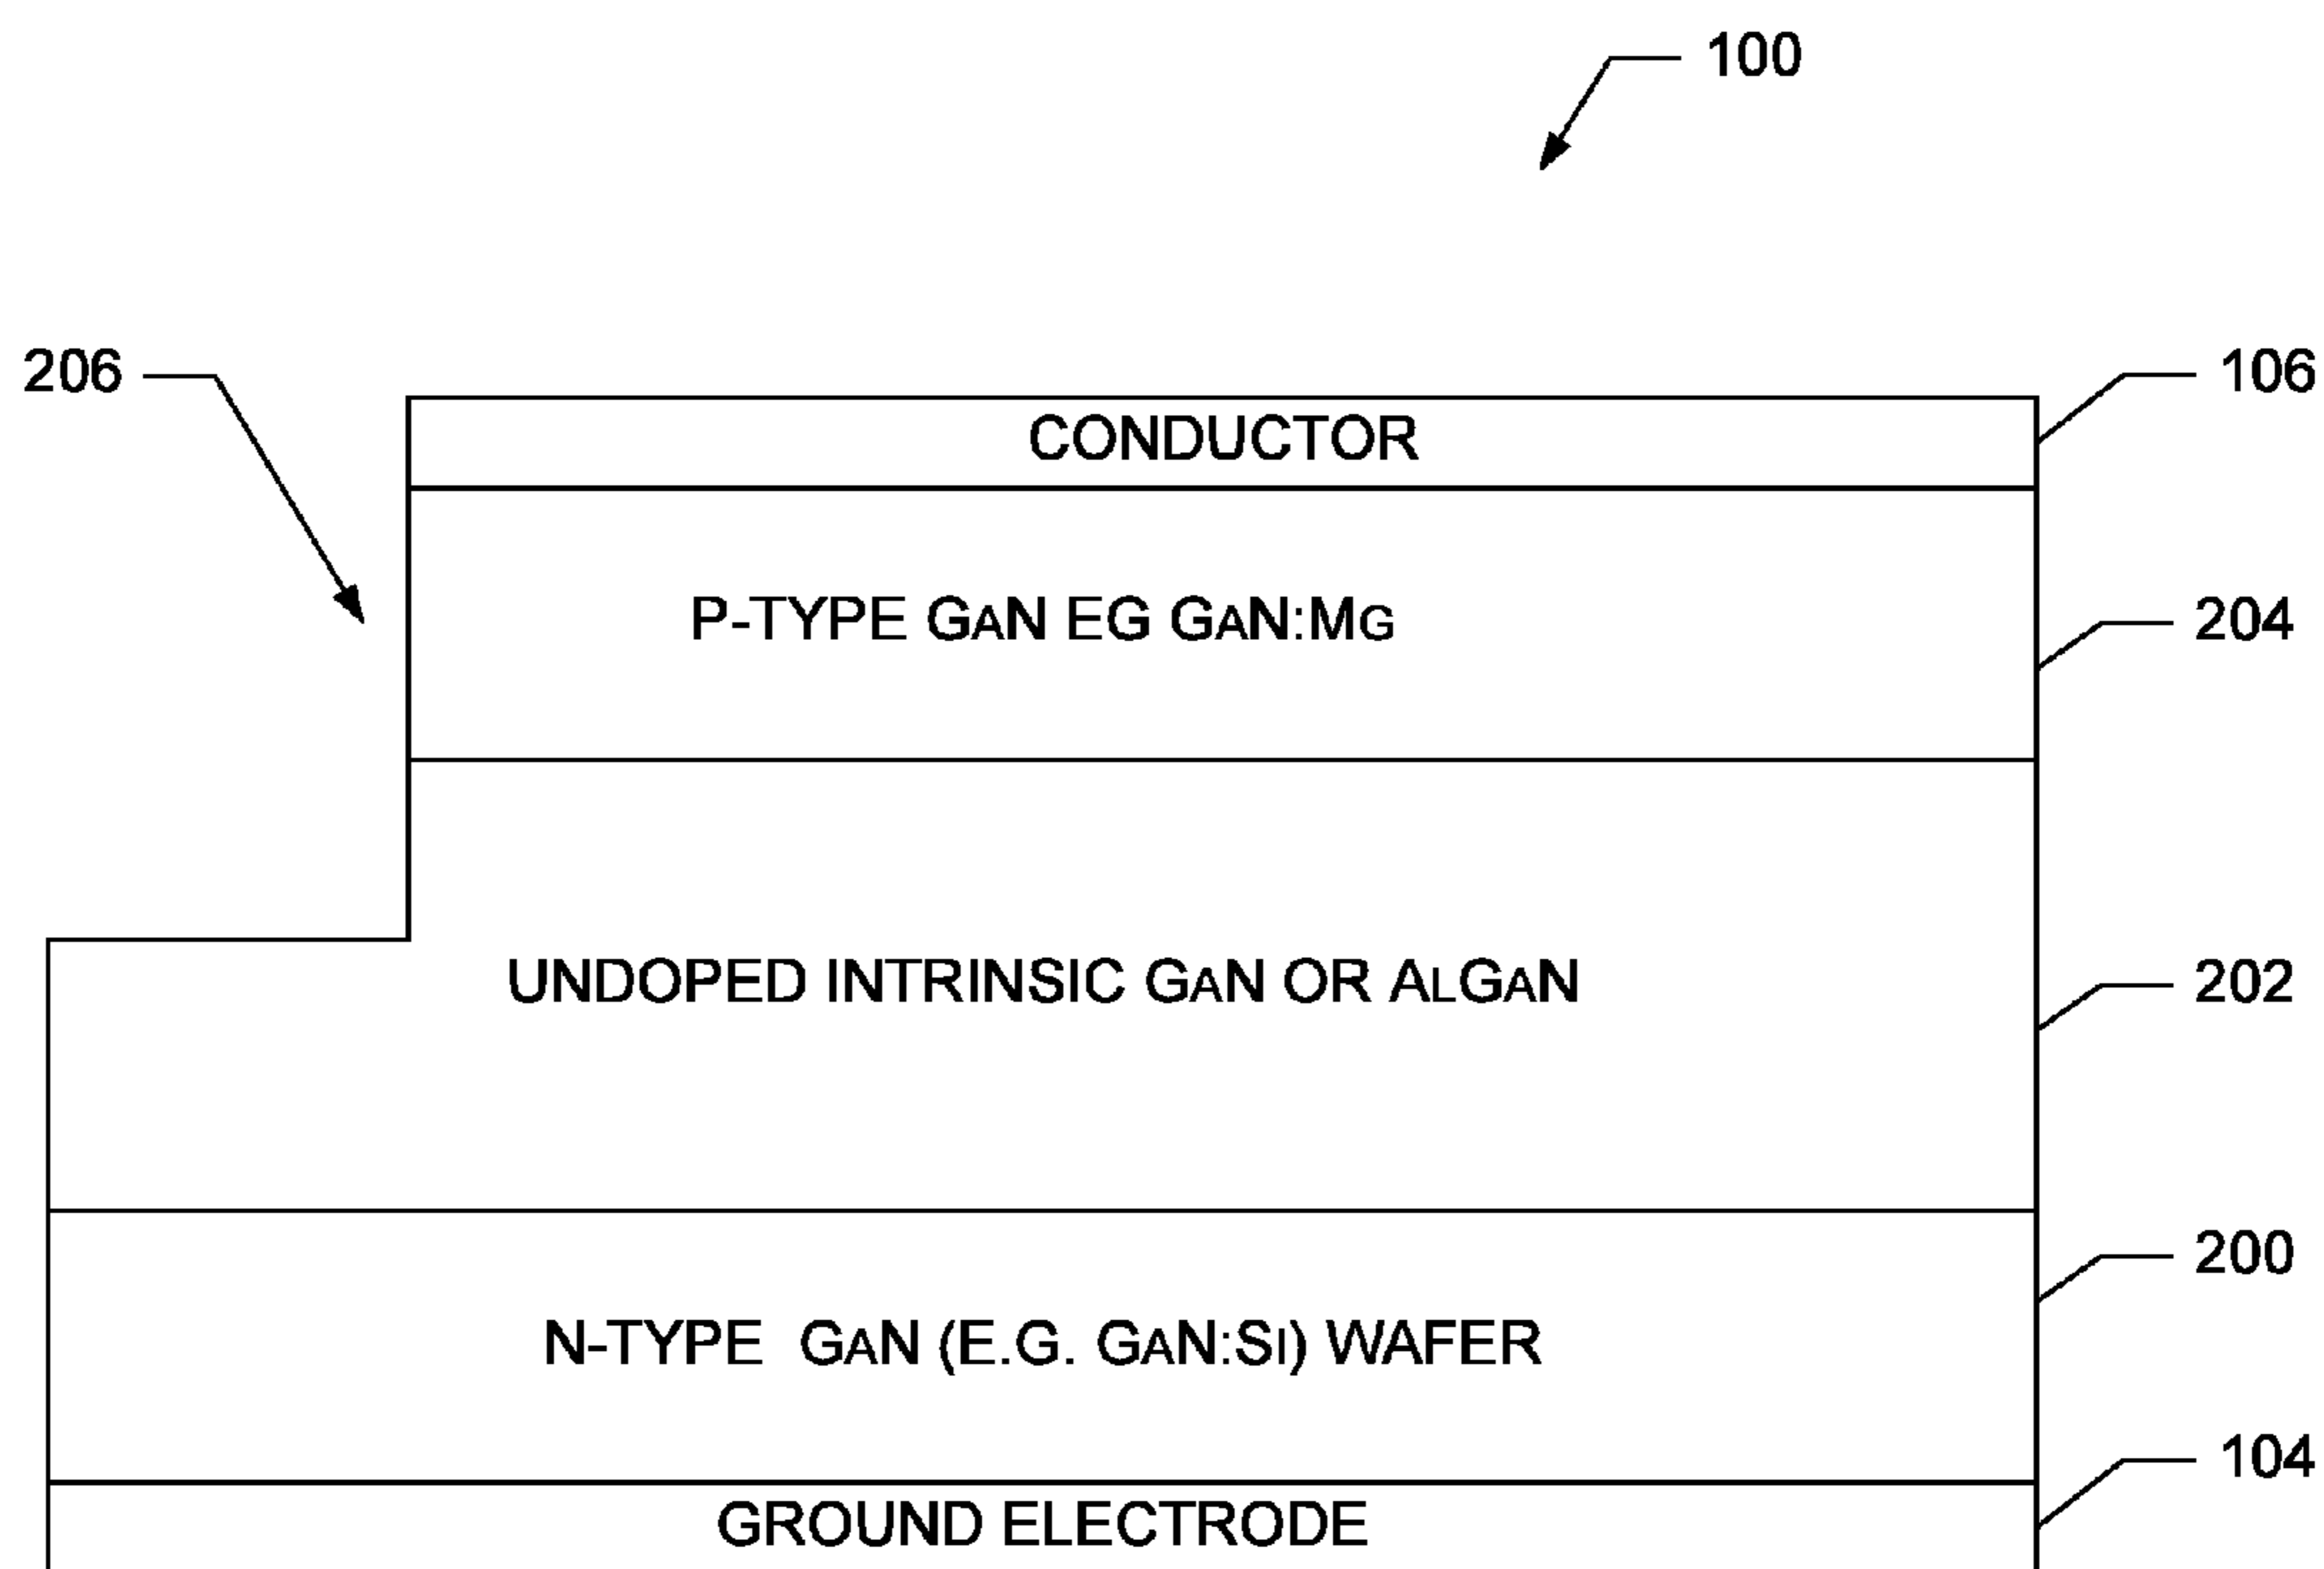 100
206
106
CONDUCTOR
P-TYPE GAN EG GAN:MG
204
UNDOPED INTRINSIC GAN OR ALGAN
202
200
N-TYPE GAN (E.G. GAN:SI) WAFER
104
GROUND ELECTRODE